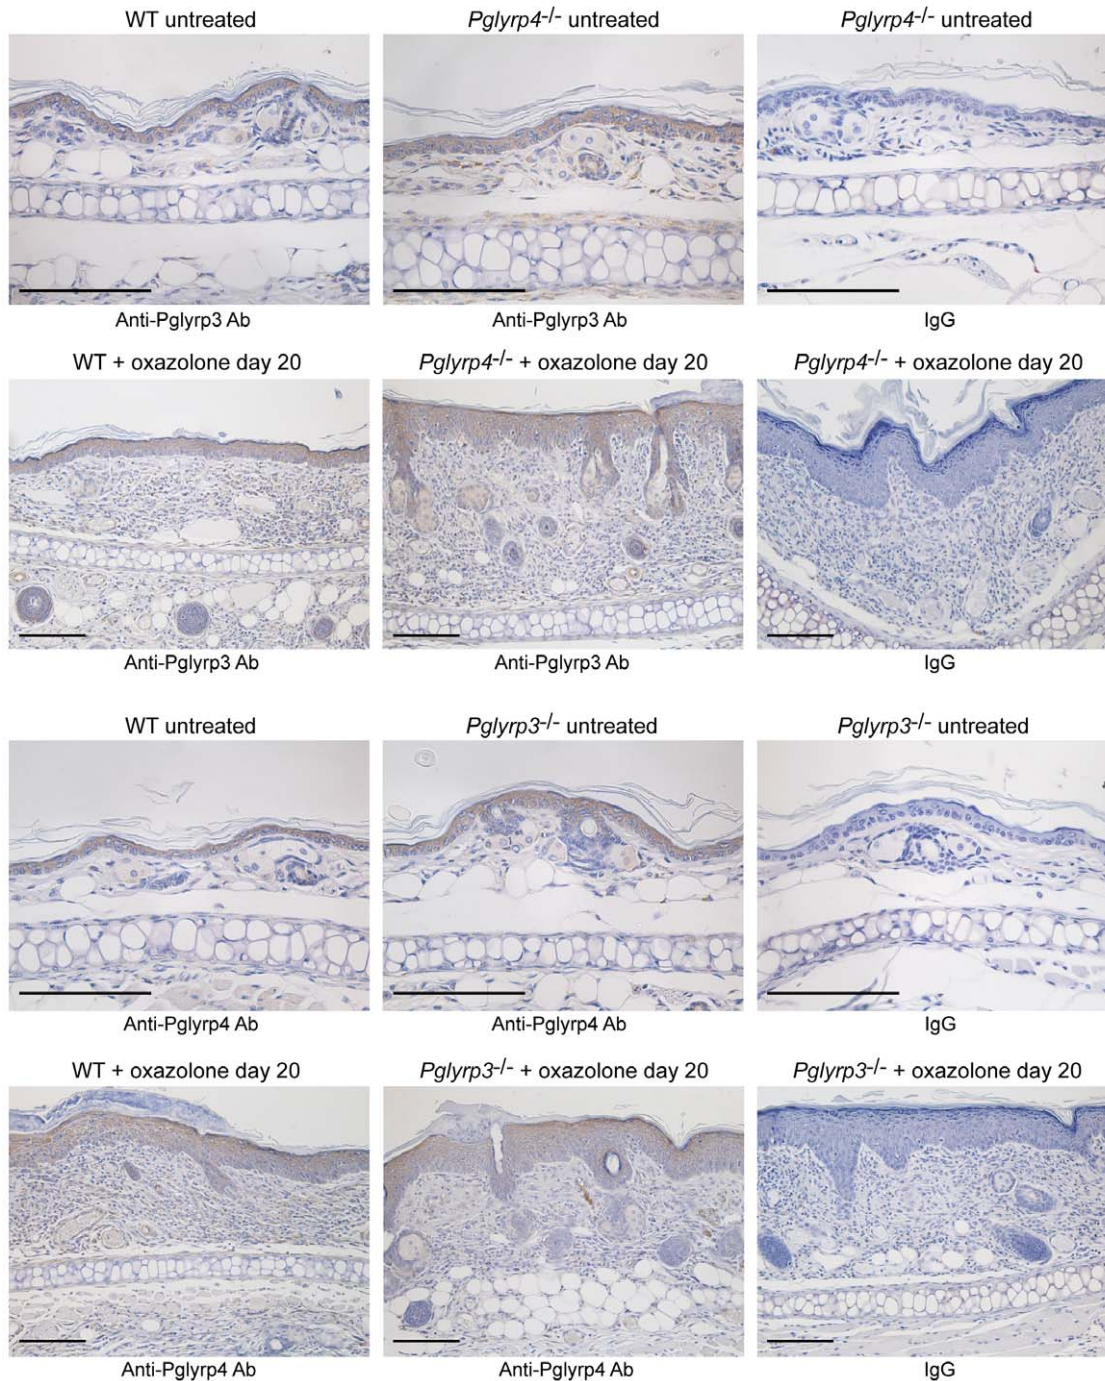 WT untreated
Pglyrp4-/- untreated
Pglyrp4-/- untreated
Anti-Pglyrp3 Ab
Anti-Pglyrp3 Ab
IgG
WT + oxazolone day 20
Pglyrp4-/- + oxazolone day 20
Pglyrp4-/- + oxazolone day 20
Anti-Pglyrp3 Ab
Anti-Pglyrp3 Ab
IgG
WT untreated
Pglyrp3-/- untreated
Pglyrp3-/- untreated
Anti-Pglyrp4 Ab
Anti-Pglyrp4 Ab
IgG
WT + oxazolone day 20
Pglyrp3-/- + oxazolone day 20
Pglyrp3-/- + oxazolone day 20
Anti-Pglyrp4 Ab
Anti-Pglyrp4 Ab
IgG